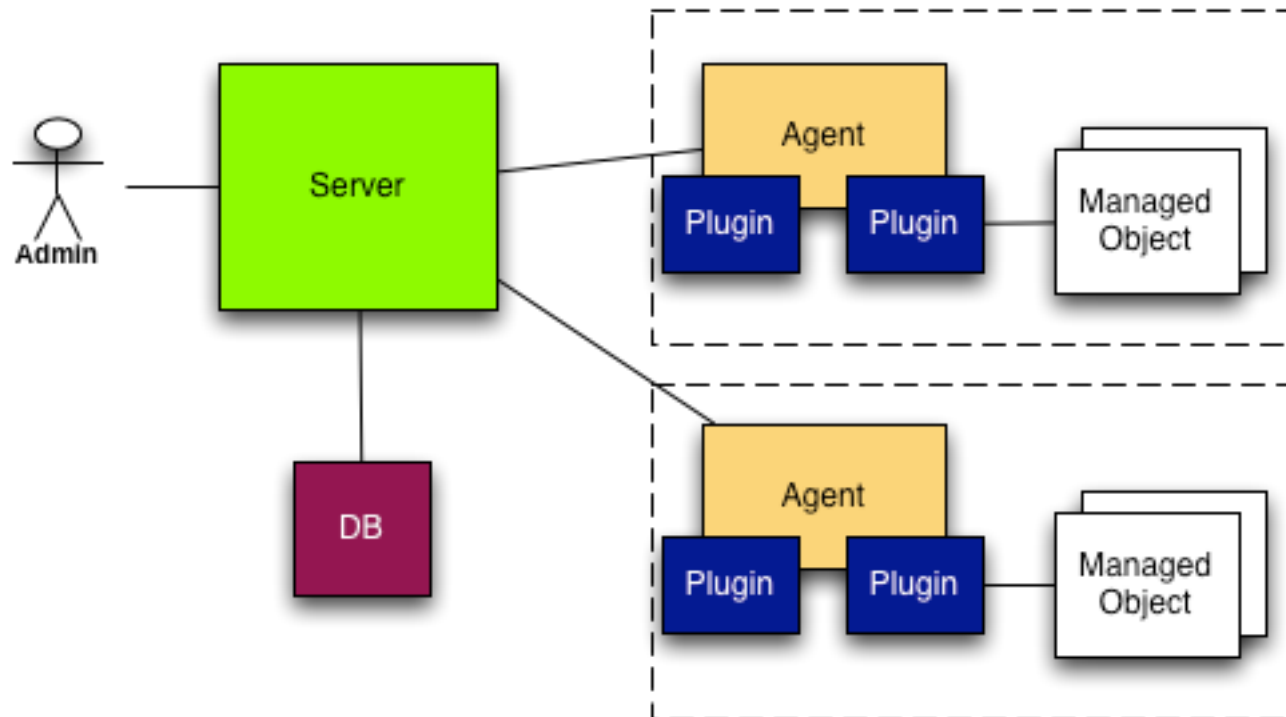 Admin
Server
DB
Agent
Plugin
Plugin
Managed
Object
Agent
Plugin
Plugin
Managed
Object